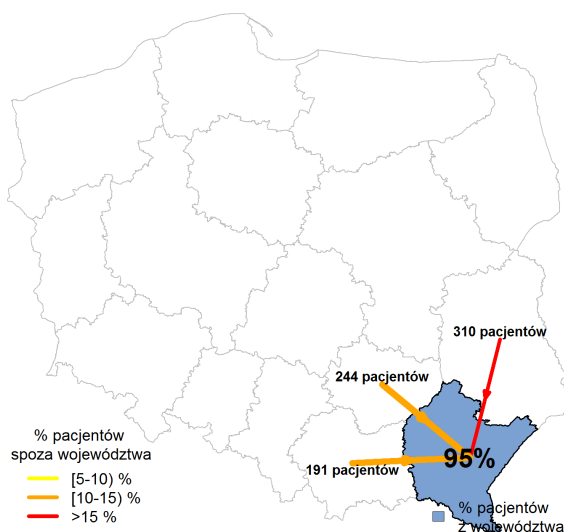 310 pacjentów
244 pacjentów
191 pacjentów
95%
% pacjentów
spoza województwa
[5-10) %
[10-15) %
>15 %
% pacjentów
z województwa